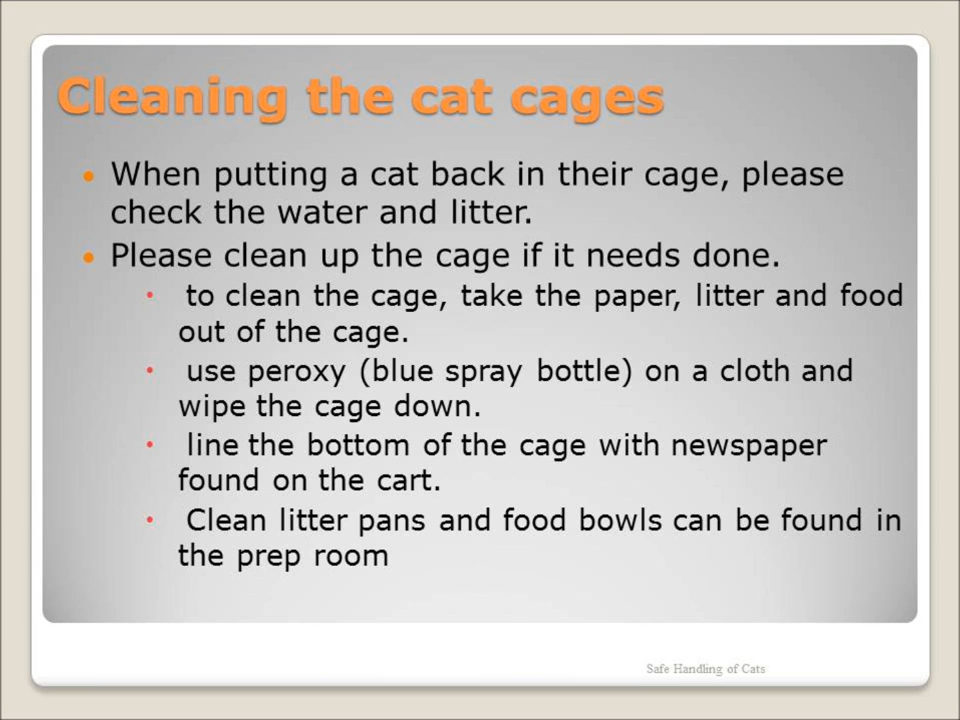 Cleaning the cat cages
• When putting a cat back in their cage, please
check the water and litter.
• Please clean up the cage if it needs done.
• to clean the cage, take the paper, litter and food
out of the cage.
• use peroxy (blue spray bottle) on a cloth and
wipe the cage down.
• line the bottom of the cage with newspaper
found on the cart.
• Clean litter pans and food bowls can be found in
the prep room
Safe Handling of Cats